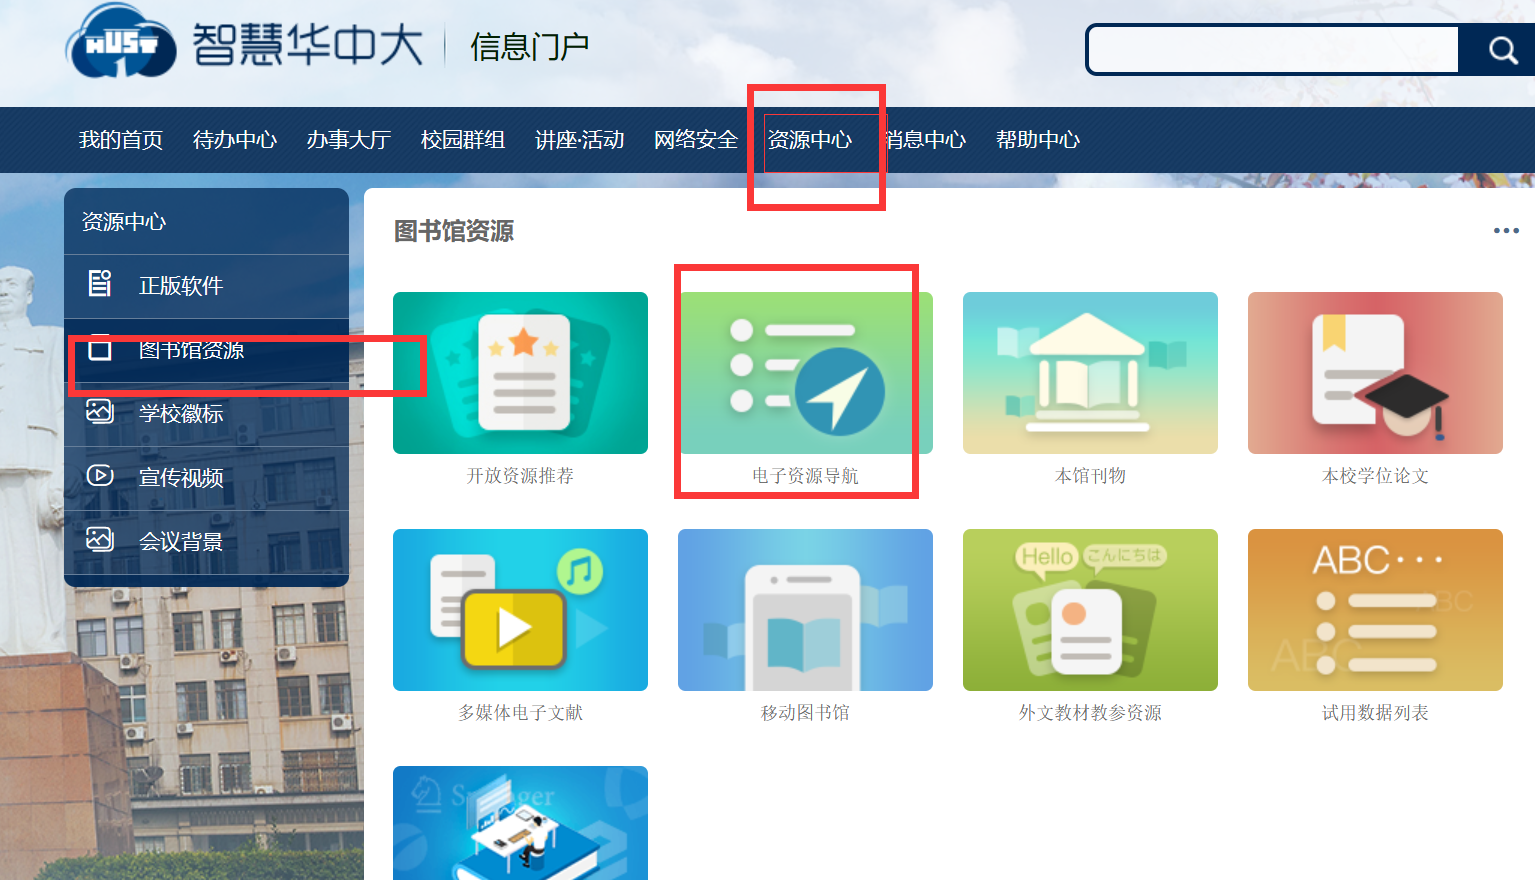 HUST
智慧华中大
信息门户
我的首页 待办中心 办事大厅 校园群组 讲座·活动 网络安全 资源中心 消息中心 帮助中心
资源中心
正版软件
图书馆资源
学校徽标
宣传视频
会议背景
图书馆资源
开放资源推荐
电子资源导航
本馆刊物
本校学位论文
Hello
こんにちは
ABC···
ABC
ABC
多媒体电子文献
移动图书馆
外文教材教参资源
试用数据列表
Springer